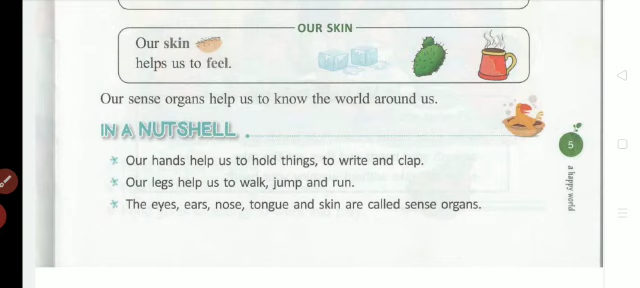 OUR SKIN
Our skin
helps us to feel.
Our sense organs help us to know the world around us.
IN A NUTSHELL
Our hands help us to hold things, to write and clap.
Our legs help us to walk, jump and run.
The eyes, ears, nose, tongue and skin are called sense organs.
5
a happy world